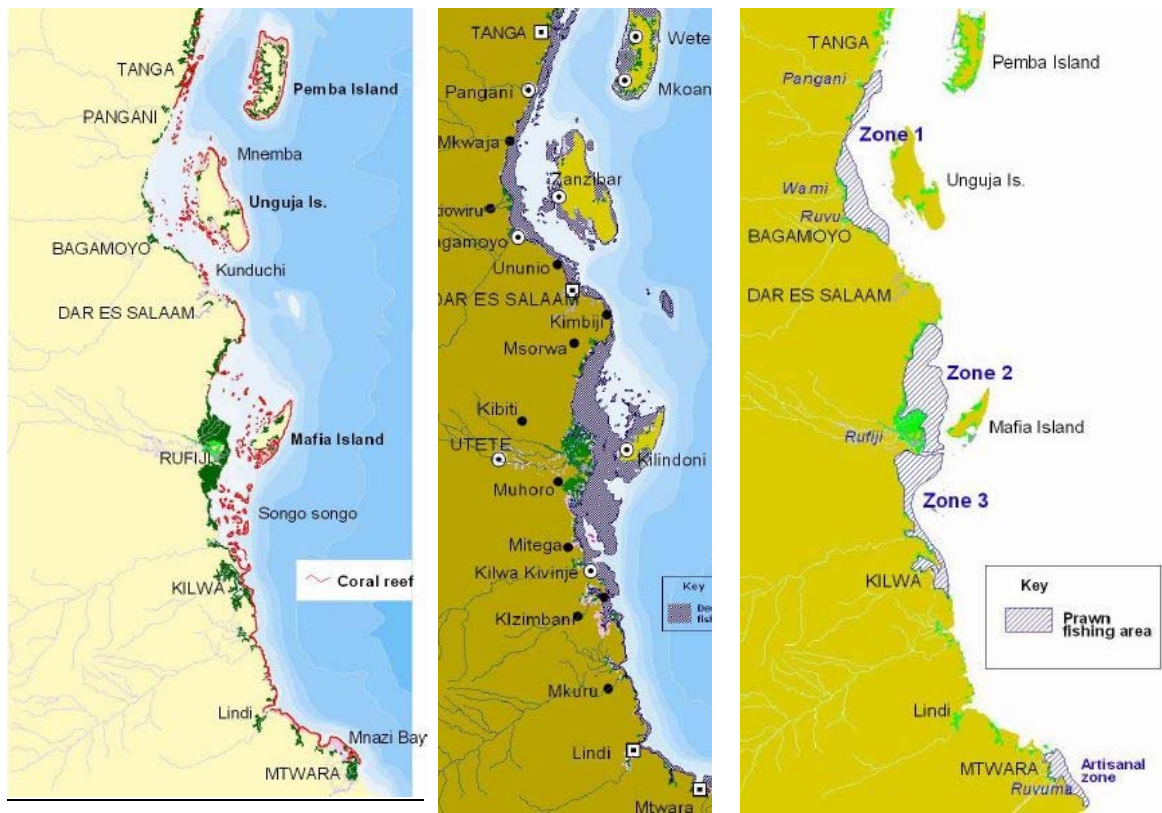 TANGA
Pemba Island
PANGANI
Mnemba
Unguja Is.
BAGAMOYO
Kunduchi
DAR ES SALAAM
Mafia Island
RUFIJI
Songo songo
Coral reef
KILWA
Lindi
Mnazi Bay
MTWARA
TANGA
Wete
Pangani
Mkoan
Mkwaja
Zanzibar
agamoyo
Ununio
DAR ES SALAAM
Kimbiji
Msorwa
Kibiti
UTETE
Kilindoni
Muhoro
Mitega
Kilwa Kivinje
Key
fish
KIzimbani
Mkuru
Lindi
Mtwara
TANGA
Pemba Island
Pangani
Zone 1
Wami
Unguja Is.
Ruvu
BAGAMOYO
DAR ES SALAAM
Zone 2
Mafia Island
Rufiji
Zone 3
KILWA
Key
Prawn
fishing area
Lindi
MTWARA
Artisanal
zone
Ruvuma